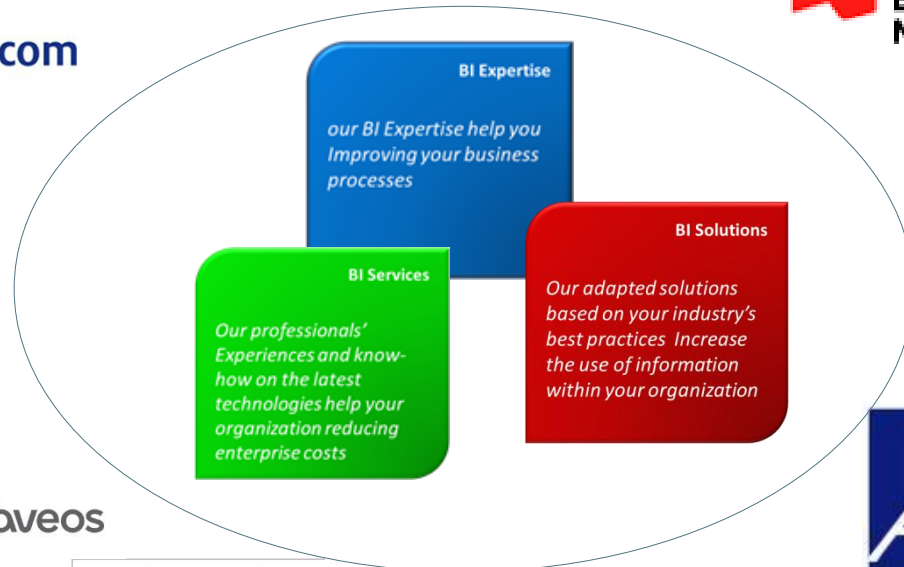 com
BI Expertise
our BI Expertise help you
Improving your business
processes
BI Solutions
Our adapted solutions
based on your industry's
best practices Increase
the use of information
within your organization
BI Services
Our professionals'
Experiences and know-
how on the latest
technologies help your
organization reducing
enterprise costs
aveos